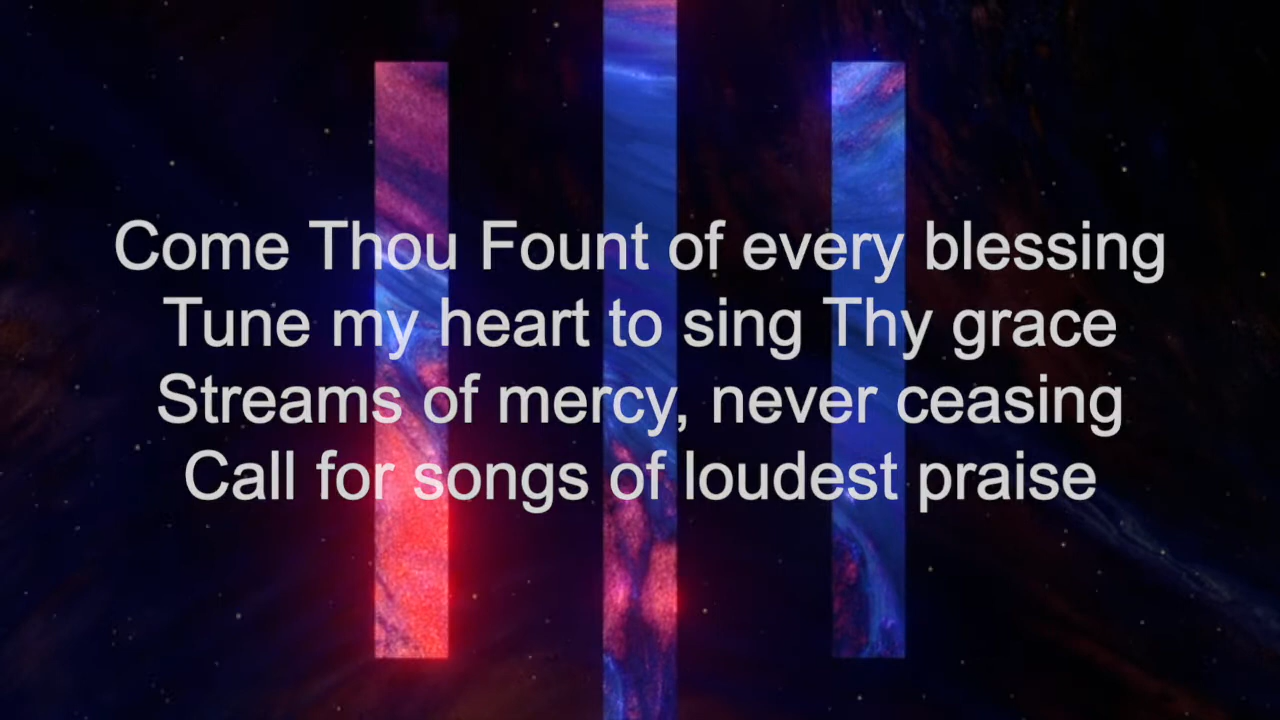 Come Thou Fount of every blessing
Tune my heart to sing Thy grace
Streams of mercy, never ceasing
Call for songs of loudest praise